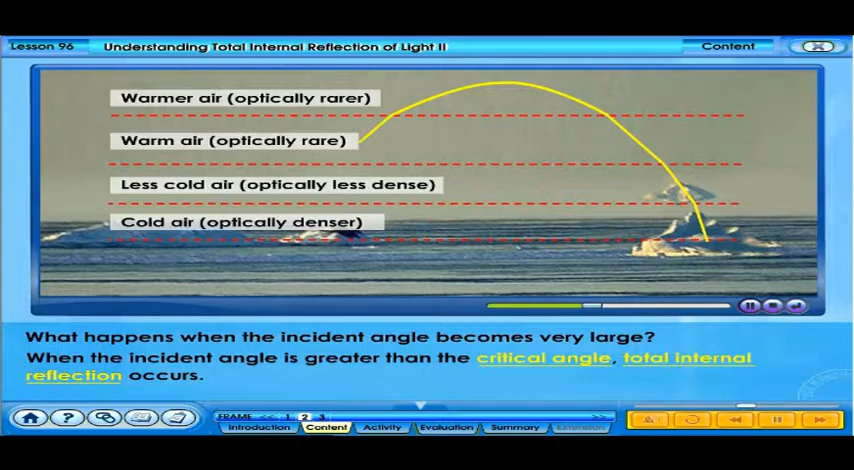 Lesson 96
Understanding Total Internal Reflection of Light II
Content
Warmer air (optically rarer)
Warm air (optically rare)
Less cold air (optically less dense)
Cold air (optically denser)
What happens when the incident angle becomes very large?
When the incident angle is greater than the critical angle, total internal
reflection occurs.
FRAME << 1 2 3 >>
Introduction Content Activity Evaluation Summary Extension